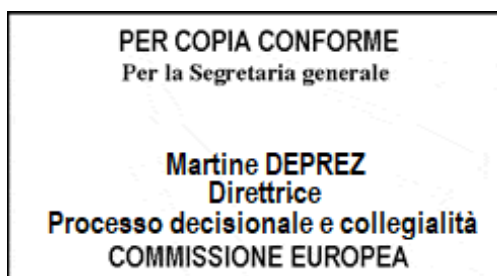 PER COPIA CONFORME
Per la Segretaria generale
Martine DEPREZ
Direttrice
Processo decisionale e collegialità
COMMISSIONE EUROPEA